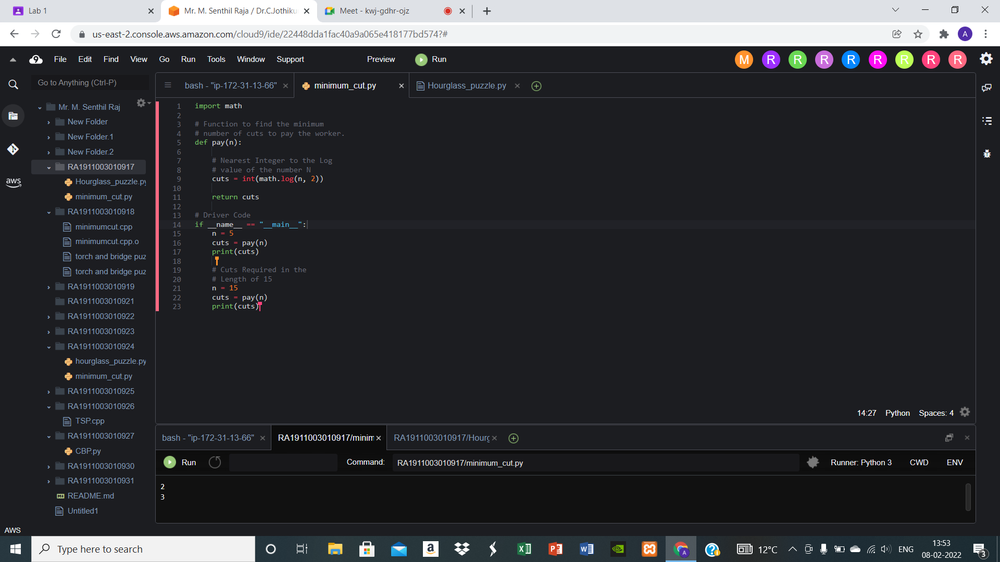 Lab 1
Mr. M. Senthil Raja / Dr.C.Jothiku
Meet - kwj-gdhr-ojz
us-east-2.console.aws.amazon.com/cloud9/ide/22448dda1fac40a9a065e418177bd574?#
A
9 File Edit Find View Go Run Tools Window Support Preview Run
M R R R R R R R R
Go to Anything (Ctrl-P)
bash - "ip-172-31-13-66"
minimum_cut.py
Hourglass_puzzle.py
aws
Mr. M. Senthil Raj
New Folder
New Folder.1
New Folder.2
RA1911003010917
Hourglass_puzzle.py
minimum_cut.py
RA1911003010918
minimumcut.cpp
minimumcut.cpp.o
torch and bridge puz
torch and bridge puz
RA1911003010919
RA1911003010921
RA1911003010922
RA1911003010923
RA1911003010924
hourglass_puzzle.py
minimum_cut.py
RA1911003010925
RA1911003010926
TSP.cpp
RA1911003010927
CBP.py
RA1911003010930
RA1911003010931
README.md
Untitled1
AWS
1 import math
2
3 # Function to find the minimum
4 # number of cuts to pay the worker.
5 def pay(n):
6
7 # Nearest Integer to the Log
8 # value of the number N
9 cuts = int(math.log(n, 2))
10
11 return cuts
12
13 # Driver Code
14 if __name__ == "__main__":
15 n = 5
16 cuts = pay(n)
17 print(cuts)
18
19 # Cuts Required in the
20 # Length of 15
21 n = 15
22 cuts = pay(n)
23 print(cuts)
14:27 Python Spaces: 4
bash - "ip-172-31-13-66"
RA1911003010917/minim
RA1911003010917/Hourg
Run
Command:
RA1911003010917/minimum_cut.py
Runner: Python 3
CWD
ENV
2
3
Type here to search
12°C
ENG
13:53
08-02-2022
3